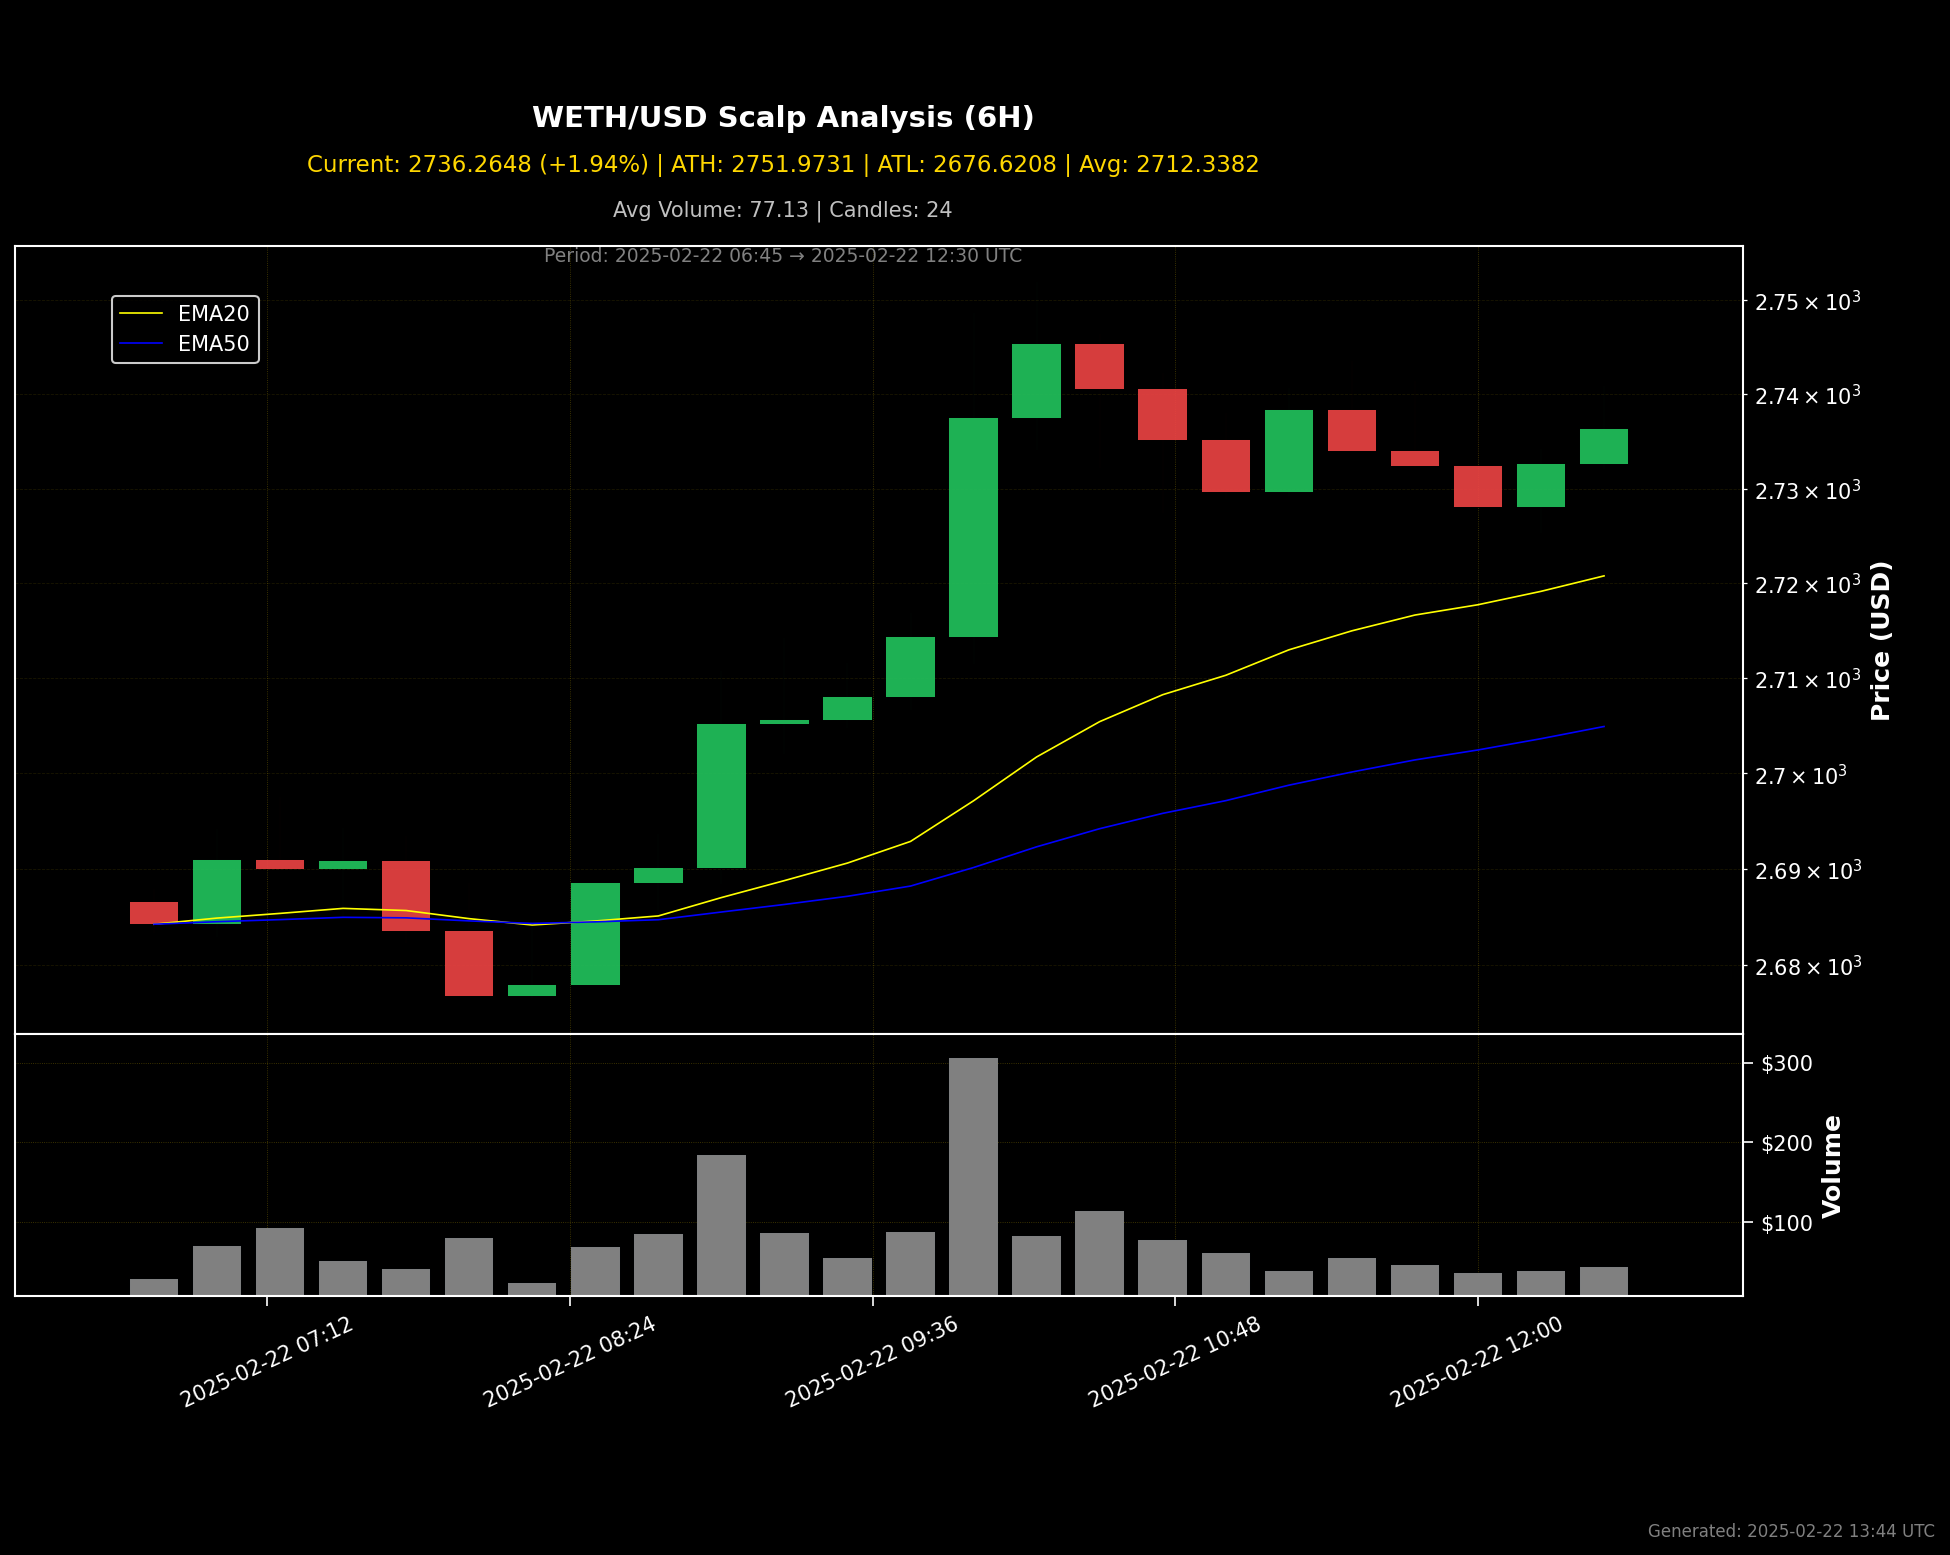 WETH/USD Scalp Analysis (6H)
Current: 2736.2648 (+1.94%) | ATH: 2751.9731 | ATL: 2676.6208 | Avg: 2712.3382
Avg Volume: 77.13 | Candles: 24
Period: 2025-02-22 06:45 → 2025-02-22 12:30 UTC
EMA20
EMA50
2.75 × 10³
2.74 × 10³
2.73 × 10³
2.72 × 10³
2.71 × 10³
2.7 × 10³
2.69 × 10³
2.68 × 10³
Price (USD)
$300
$200
$100
Volume
2025-02-22 07:12
2025-02-22 08:24
2025-02-22 09:36
2025-02-22 10:48
2025-02-22 12:00
Generated: 2025-02-22 13:44 UTC